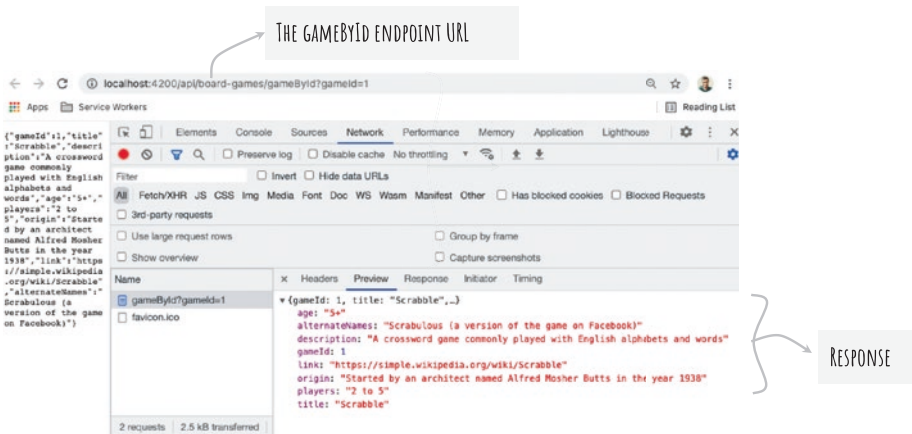 The gameById endpoint URL
localhost:4200/api/board-games/gameById?gameId=1
Apps Service Workers Reading List
{"gameId":1,"title"
:"Scrabble","descri
ption":"A crossword
game commonly
played with English
alphabets and
words","age":"5+","
players":"2 to
5","origin":"Starte
d by an architect
named Alfred Mosher
Butts in the year
1938","link":"https
://simple.wikipedia
.org/wiki/Scrabble"
,"alternateNames":"
Scrabulous (a
version of the game
on Facebook)"}
Elements Console Sources Network Performance Memory Application Lighthouse
Preserve log Disable cache No throttling
Filter Invert Hide data URLs
All Fetch/XHR JS CSS Img Media Font Doc WS Wasm Manifest Other Has blocked cookies Blocked Requests
3rd-party requests
Use large request rows Group by frame
Show overview Capture screenshots
Name × Headers Preview Response Initiator Timing
gameById?gameId=1
favicon.ico
▼{gameId: 1, title: "Scrabble",…}
age: "5+"
alternateNames: "Scrabulous (a version of the game on Facebook)"
description: "A crossword game commonly played with English alphabets and words"
gameId: 1
link: "https://simple.wikipedia.org/wiki/Scrabble"
origin: "Started by an architect named Alfred Mosher Butts in the year 1938"
players: "2 to 5"
title: "Scrabble"
2 requests 2.5 kB transferred
Response